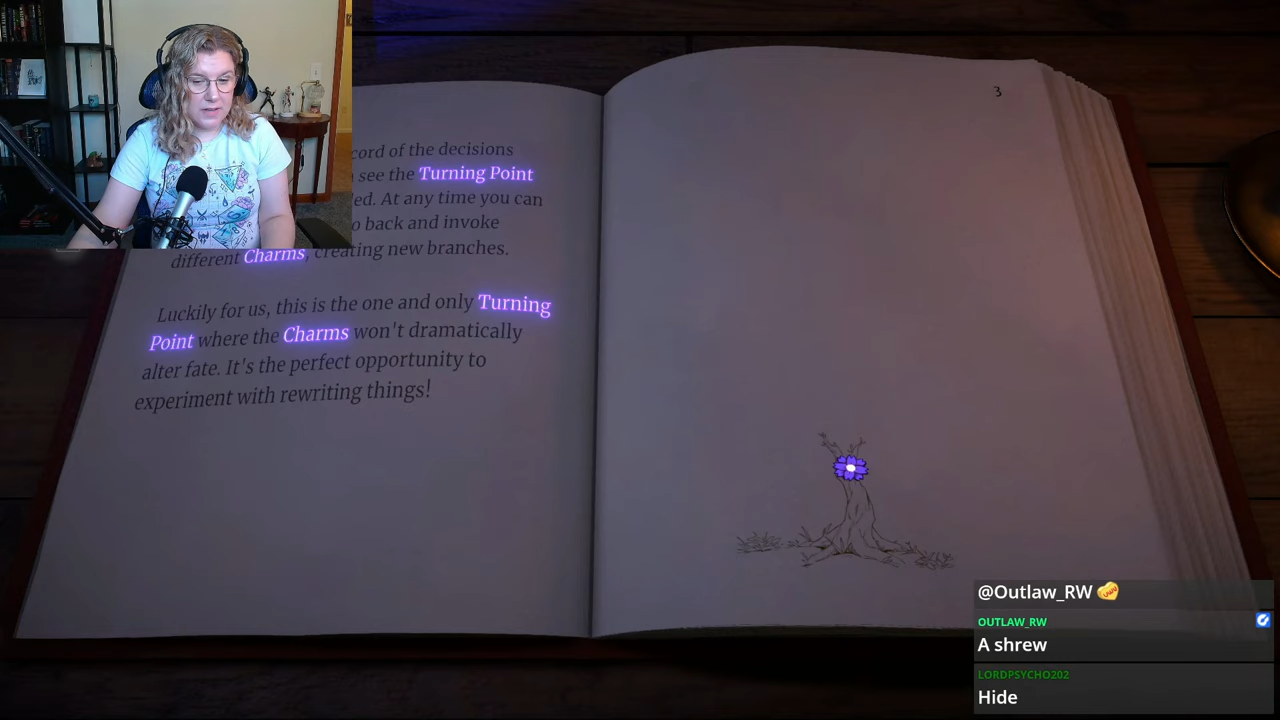 3
cord of the decisions
see the Turning Point
ed. At any time you can
o back and invoke
different Charms, creating new branches.
Luckily for us, this is the one and only Turning
Point where the Charms won't dramatically
alter fate. It's the perfect opportunity to
experiment with rewriting things!
@Outlaw_RW
OUTLAW_RW
A shrew
LORDPSYCHO202
Hide